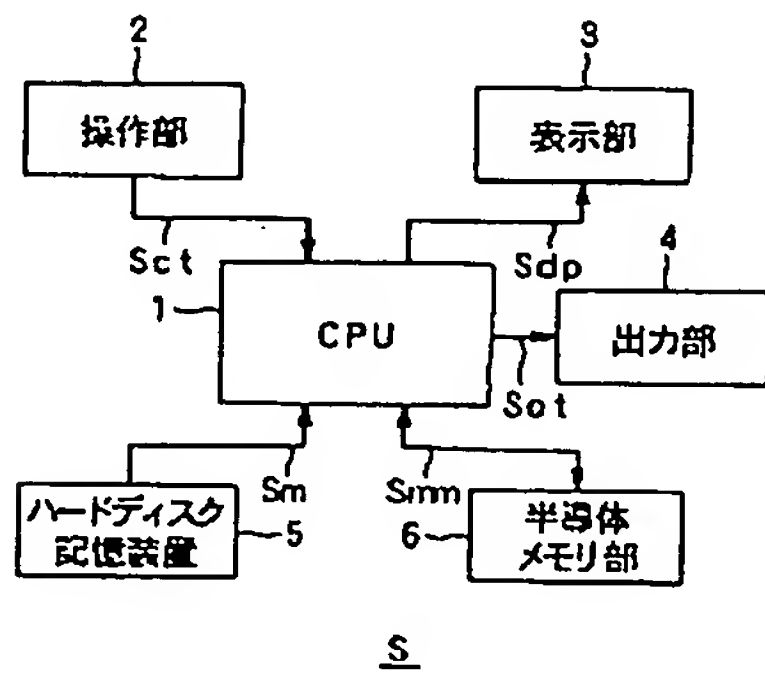 2
3
操作部
表示部
Sct
Sdp
4
1
CPU
出力部
Sot
Sm
Smm
ハードディスク
記憶装置
5
6
半導体
メモリ部
S